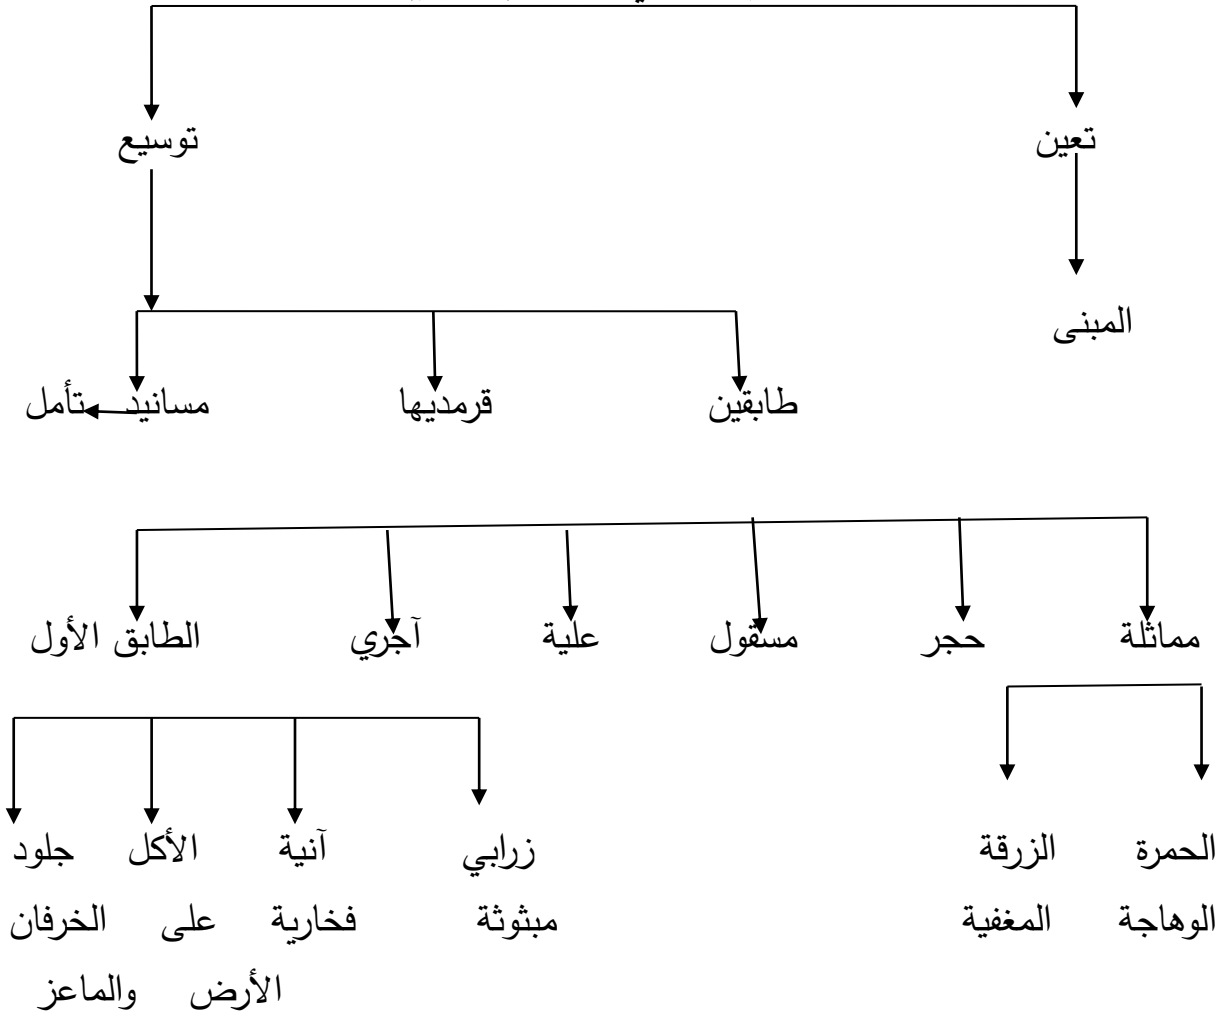 تعين توسيع
المبنى
طابقين قرمديها مسانيد تأمل
مماثلة حجر مسقول علية آجري الطابق الأول
الحمرة الزرقة زرابي آنية الأكل جلود
الوهاجة المغفية مبثوثة فخارية على الخرفان
الأرض والماعز